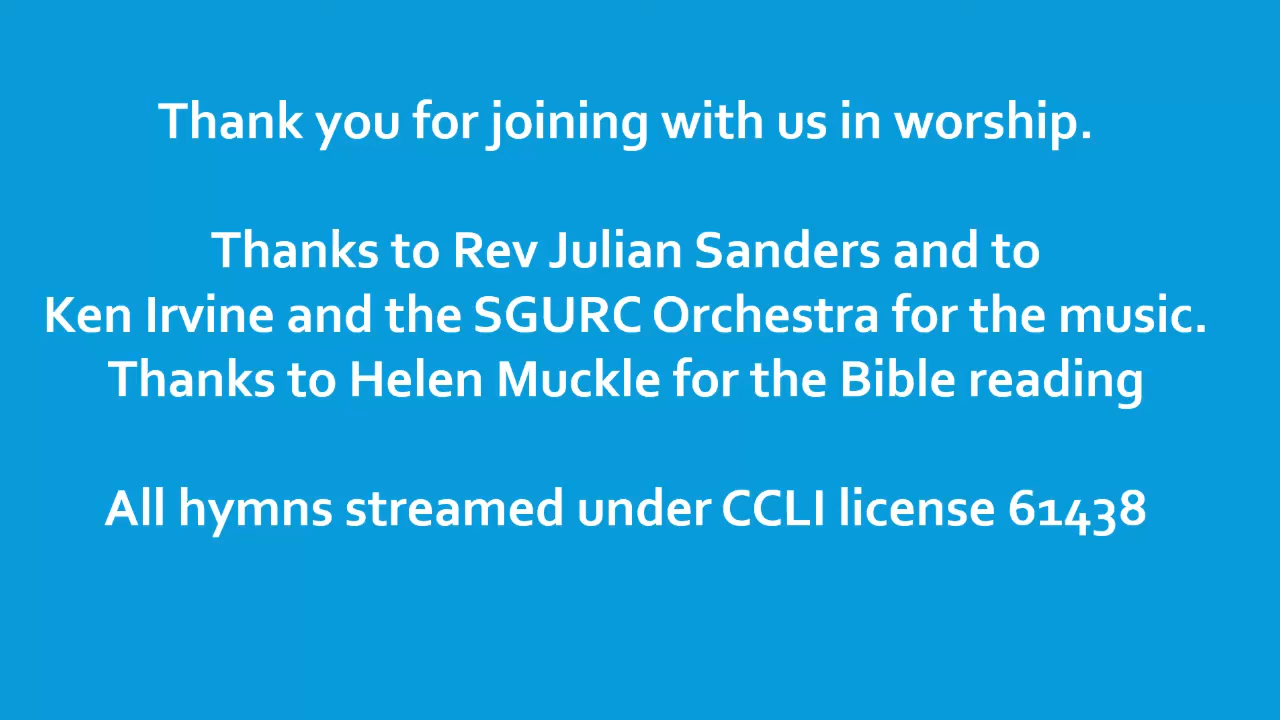 Thank you for joining with us in worship.
Thanks to Rev Julian Sanders and to
Ken Irvine and the SGURC Orchestra for the music.
Thanks to Helen Muckle for the Bible reading
All hymns streamed under CCLI license 61438